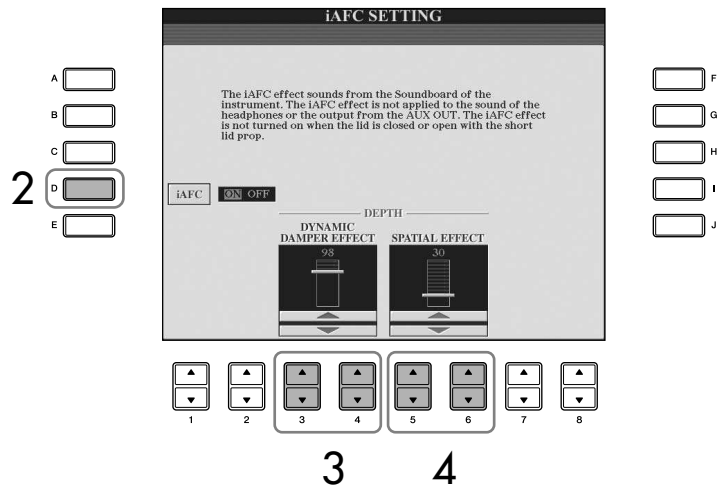 iAFC SETTING
The iAFC effect sounds from the Soundboard of the
instrument. The iAFC effect is not applied to the sound of the
headphones or the output from the AUX OUT. The iAFC effect
is not turned on when the lid is closed or open with the short
lid prop.
A
B
C
2 D
E
F
G
H
I
J
iAFC ON OFF
DEPTH
DYNAMIC
DAMPER EFFECT
98
SPATIAL EFFECT
30
1 2 3 4 5 6 7 8
3 4